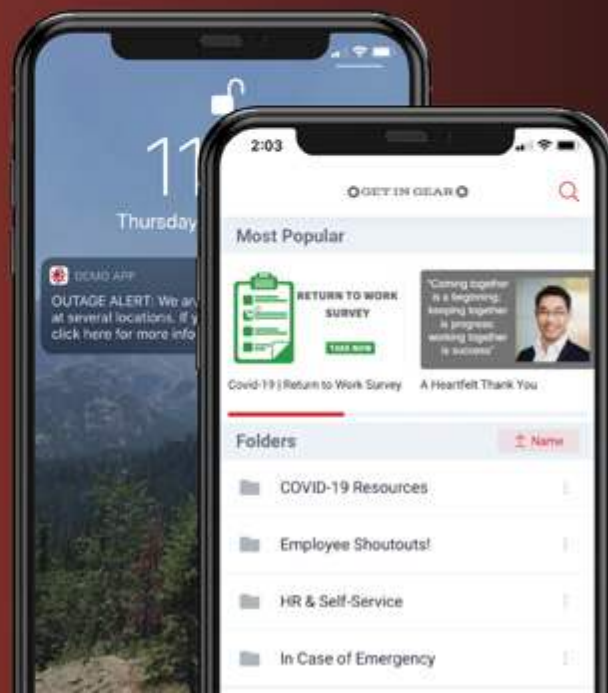 11
Thursday
DEMO APP
OUTAGE ALERT: We
at several locations. If
click here for more info
2:03
GET IN GEAR
Most Popular
RETURN TO WORK
SURVEY
TAKE NOW
"Coming together
is a beginning;
keeping together
is progress;
working together
is success"
Covid-19 | Return to Work Survey
A Heartfelt Thank You
Folders
Name
COVID-19 Resources
Employee Shoutouts!
HR & Self-Service
In Case of Emergency